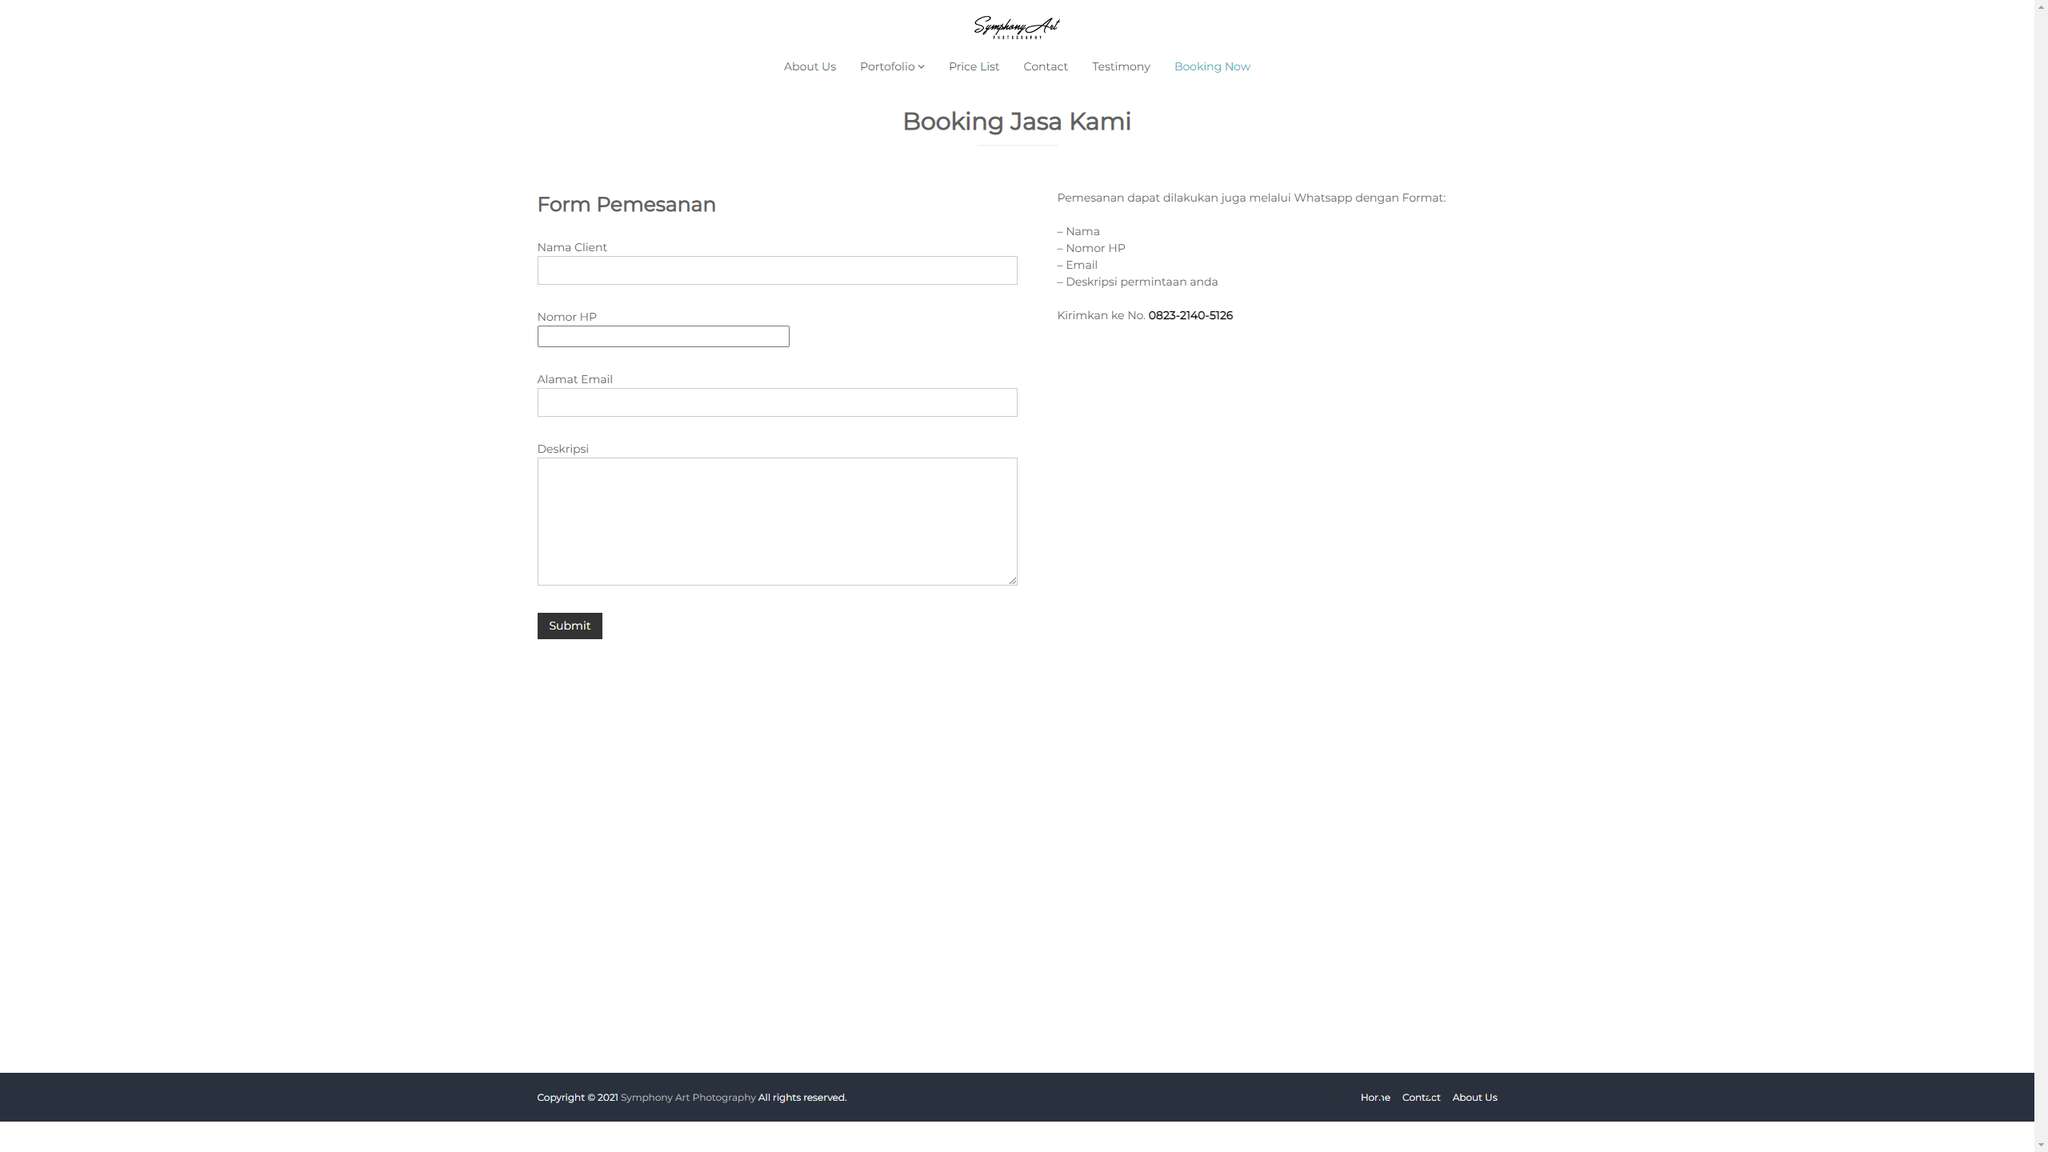 Symphony Art
PHOTOGRAPHY
About Us Portofolio Price List Contact Testimony Booking Now
Booking Jasa Kami
Form Pemesanan
Nama Client
Nomor HP
Alamat Email
Deskripsi
Submit
Pemesanan dapat dilakukan juga melalui Whatsapp dengan Format:
– Nama
– Nomor HP
– Email
– Deskripsi permintaan anda
Kirimkan ke No. 0823-2140-5126
Copyright © 2021 Symphony Art Photography All rights reserved.
Home Contact About Us